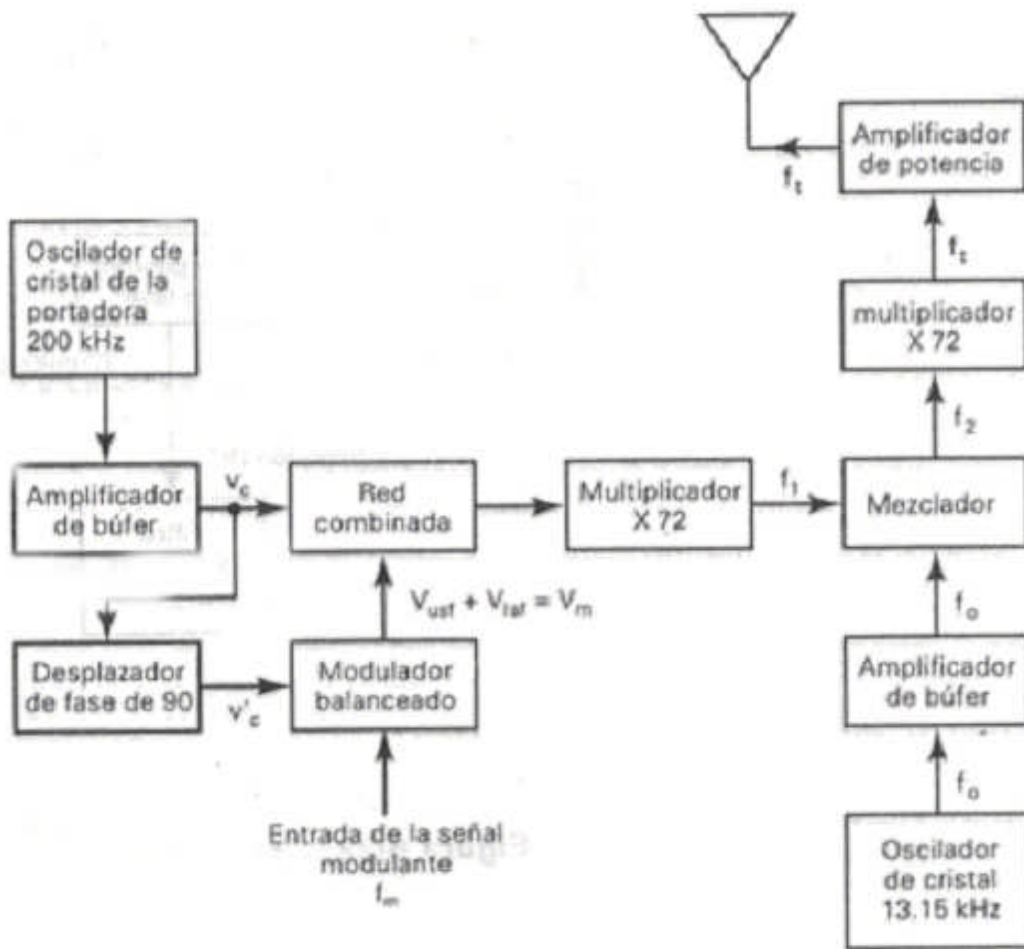 Amplificador
de potencia
f_t
f_t
Oscilador de
cristal de la
portadora
200 kHz
multiplicador
X 72
f_2
Amplificador
de búfer
v_c
Red
combinada
Multiplicador
X 72
f_1
Mezclador
V_usf + V_lsf = V_m
f_o
Desplazador
de fase de 90
v'_c
Modulador
balanceado
Amplificador
de búfer
f_o
Entrada de la señal
modulante
f_m
Oscilador
de cristal
13.15 kHz